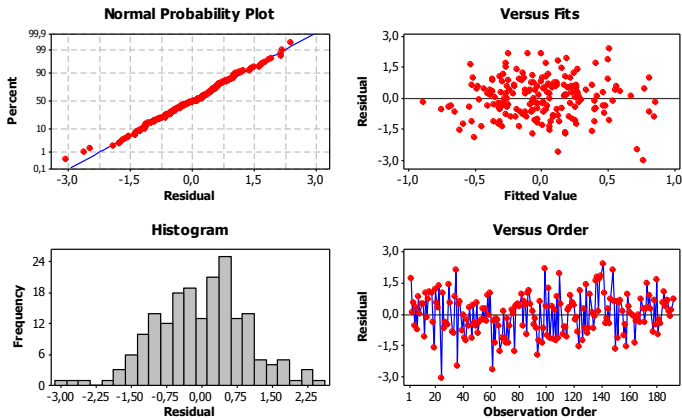 Normal Probability Plot
99,9
99
90
50
10
1
0,1
Percent
-3,0 -1,5 0,0 1,5 3,0
Residual
Versus Fits
3,0
1,5
0,0
-1,5
-3,0
Residual
-1,0 -0,5 0,0 0,5 1,0
Fitted Value
Histogram
24
18
12
6
0
Frequency
-3,00 -2,25 -1,50 -0,75 0,00 0,75 1,50 2,25
Residual
Versus Order
3,0
1,5
0,0
-1,5
-3,0
Residual
1 20 40 60 80 100 120 140 160 180
Observation Order